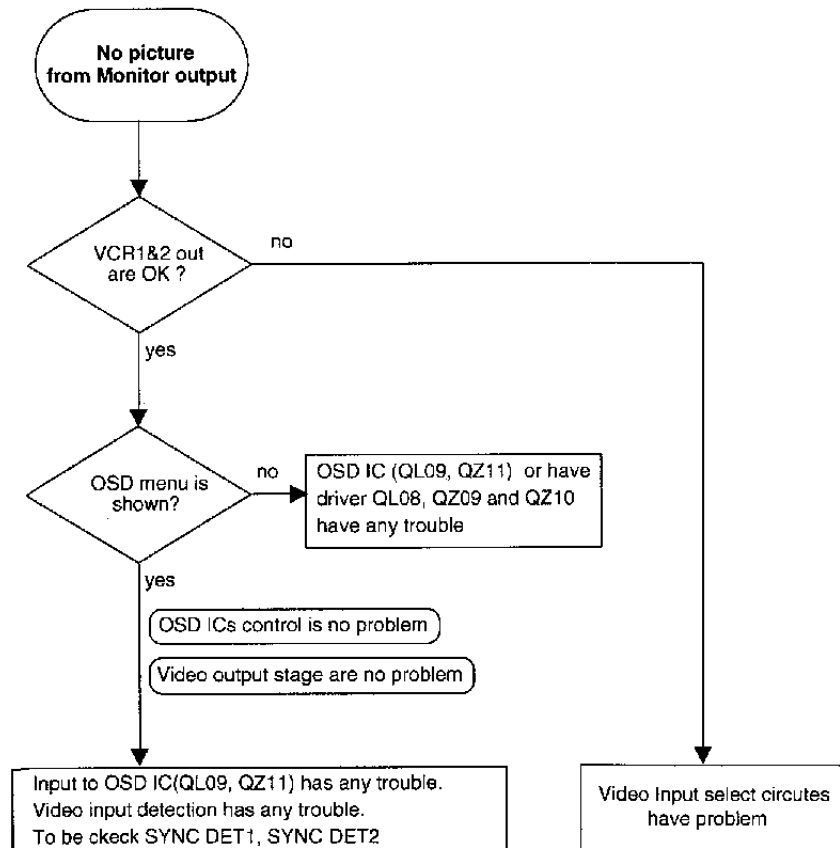 No picture
from Monitor output
VCR1&2 out
are OK ?
no
yes
OSD menu is
shown?
no
OSD IC (QL09, QZ11) or have
driver QL08, QZ09 and QZ10
have any trouble
yes
OSD ICs control is no problem
Video output stage are no problem
Input to OSD IC(QL09, QZ11) has any trouble.
Video input detection has any trouble.
To be ckeck SYNC DET1, SYNC DET2
Video Input select circutes
have problem